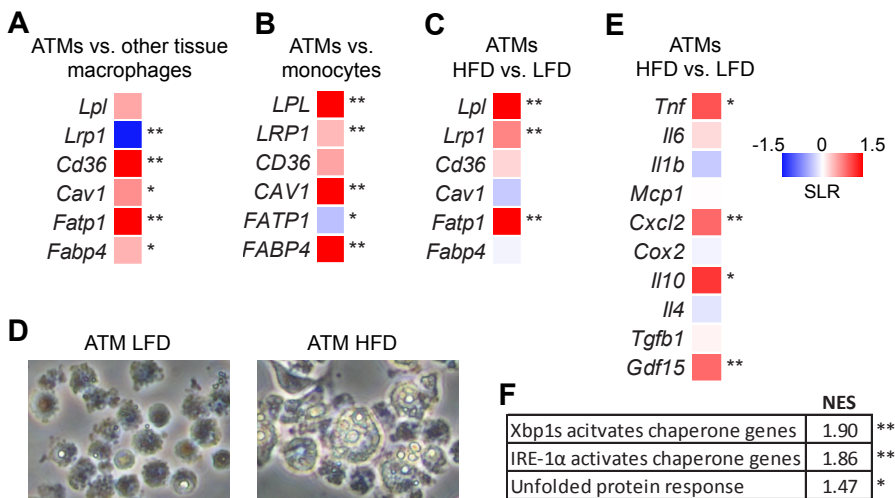 A
ATMs vs. other tissue
macrophages
Lpl
Lrp1 **
Cd36 **
Cav1 *
Fatp1 **
Fabp4 *
B
ATMs vs.
monocytes
LPL **
LRP1 **
CD36
CAV1 **
FATP1 *
FABP4 **
C
ATMs
HFD vs. LFD
Lpl **
Lrp1 **
Cd36
Cav1
Fatp1 **
Fabp4
D
ATM LFD
ATM HFD
E
ATMs
HFD vs. LFD
Tnf *
Il6
Il1b
Mcp1
Cxcl2 **
Cox2
Il10 *
Il4
Tgfb1
Gdf15 **
-1.5 0 1.5
SLR
F
NES
Xbp1s acitvates chaperone genes 1.90 **
IRE-1α activates chaperone genes 1.86 **
Unfolded protein response 1.47 *